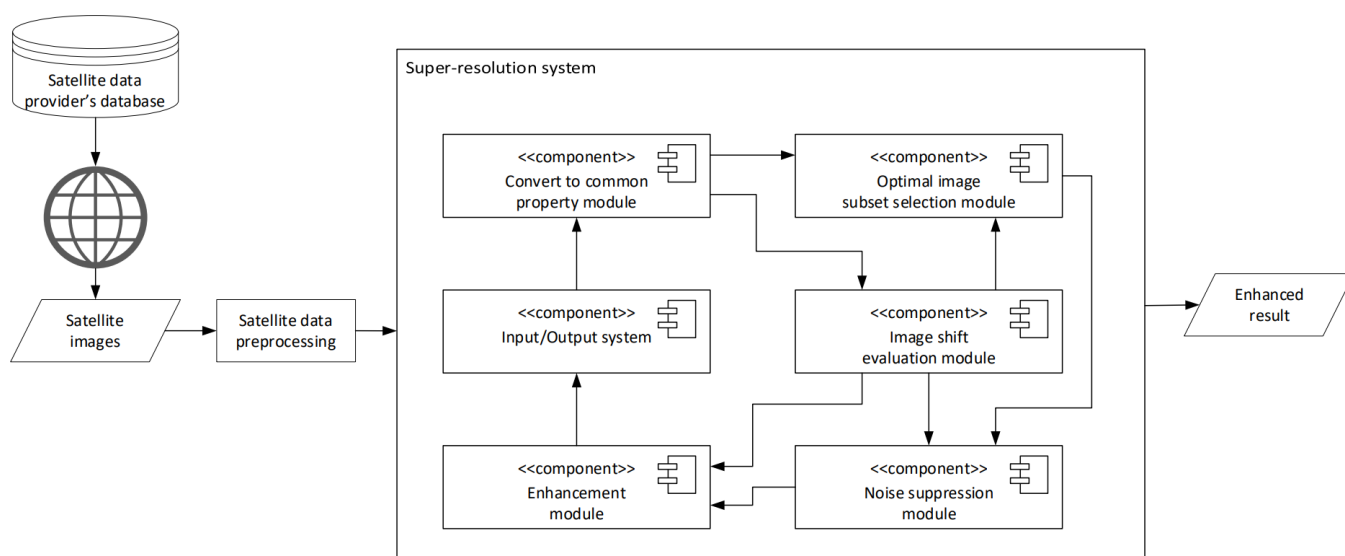 Satellite data
provider's database
Satellite
images
Satellite data
preprocessing
Super-resolution system
<<component>>
Convert to common
property module
<<component>>
Optimal image
subset selection module
<<component>>
Input/Output system
<<component>>
Image shift
evaluation module
<<component>>
Enhancement
module
<<component>>
Noise suppression
module
Enhanced
result